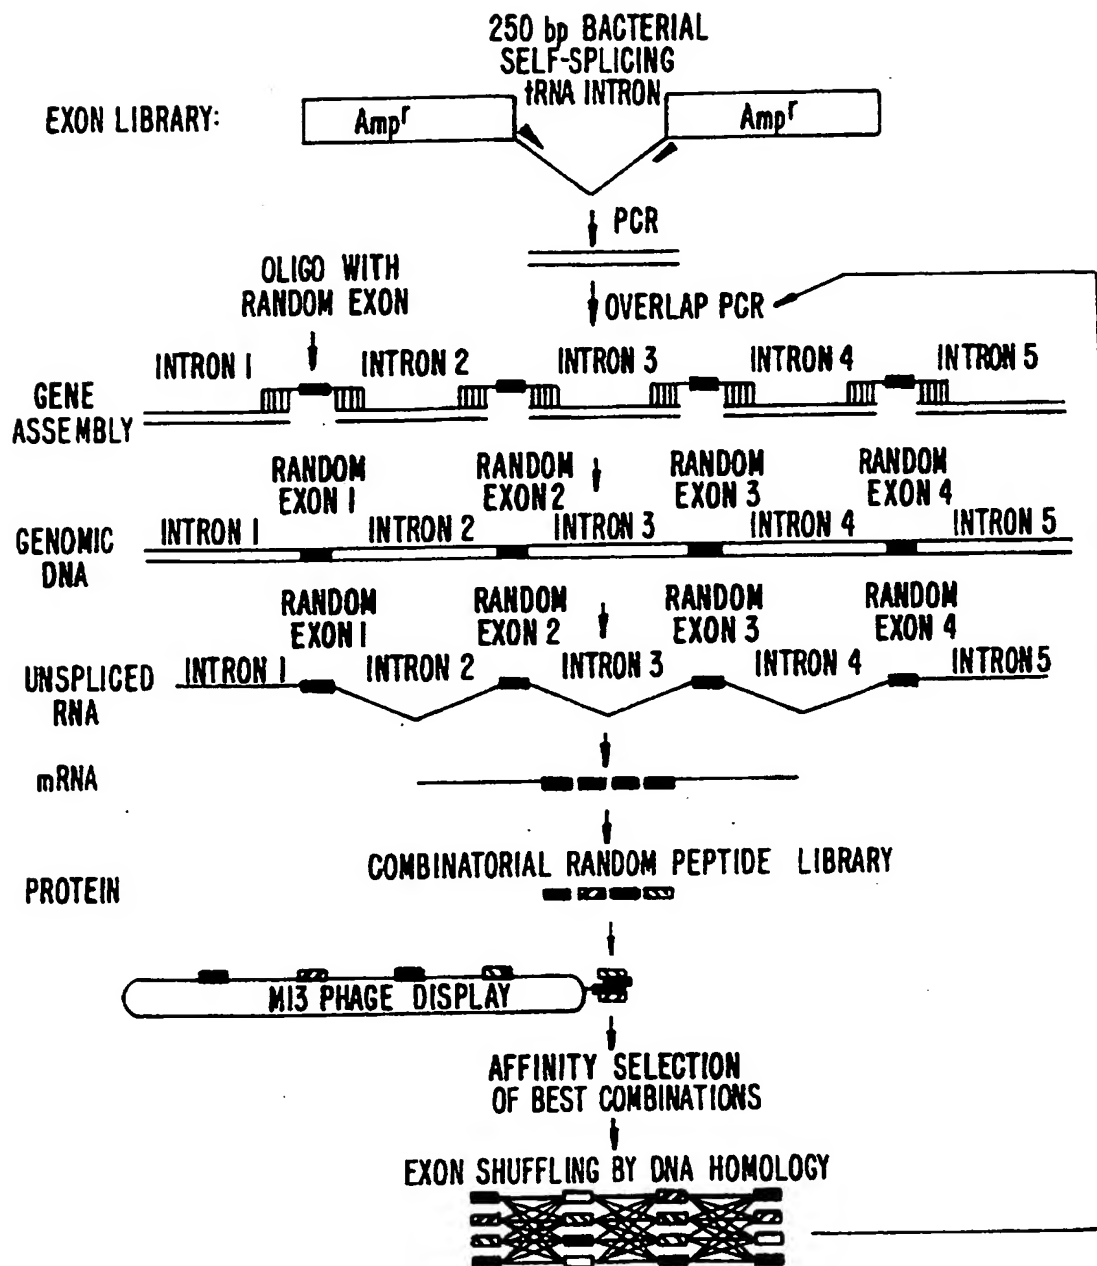 250 bp BACTERIAL
SELF-SPLICING
tRNA INTRON
EXON LIBRARY:
Ampr
Ampr
PCR
OLIGO WITH
RANDOM EXON
OVERLAP PCR
INTRON 1
INTRON 2
INTRON 3
INTRON 4
INTRON 5
GENE
ASSEMBLY
RANDOM
EXON 1
RANDOM
EXON 2
RANDOM
EXON 3
RANDOM
EXON 4
INTRON 1
INTRON 2
INTRON 3
INTRON 4
INTRON 5
GENOMIC
DNA
RANDOM
EXON 1
RANDOM
EXON 2
RANDOM
EXON 3
RANDOM
EXON 4
INTRON 1
INTRON 2
INTRON 3
INTRON 4
INTRON 5
UNSPLICED
RNA
mRNA
COMBINATORIAL RANDOM PEPTIDE LIBRARY
PROTEIN
M13 PHAGE DISPLAY
AFFINITY SELECTION
OF BEST COMBINATIONS
EXON SHUFFLING BY DNA HOMOLOGY